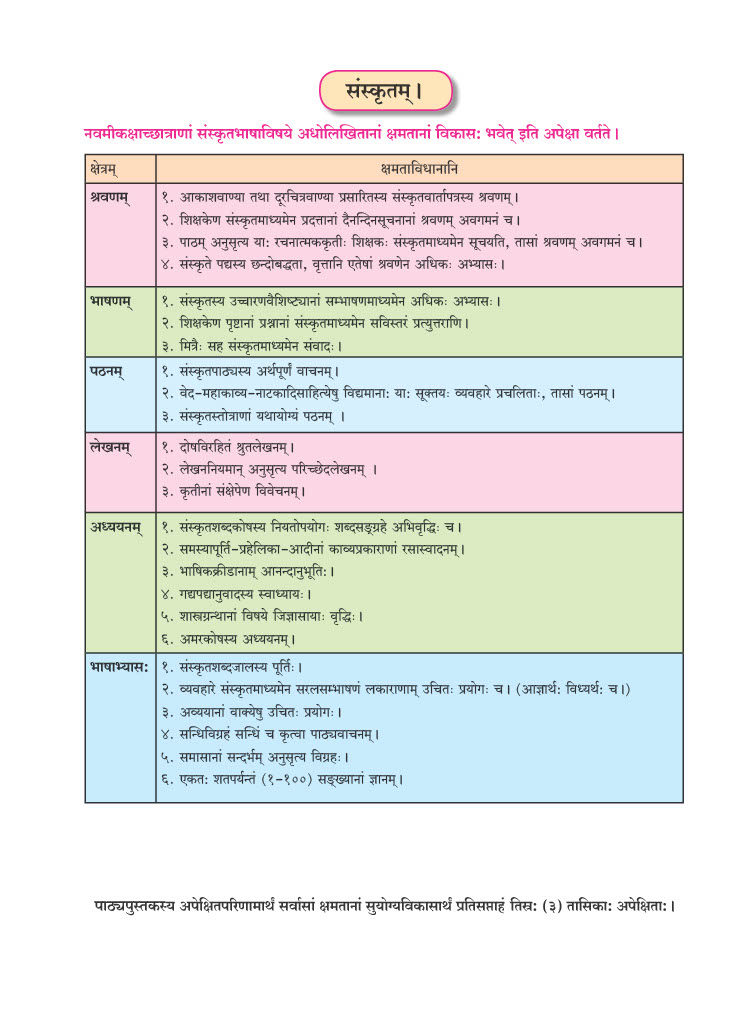 संस्कृतम्।
नवमीकक्षाच्छात्राणां संस्कृतभाषाविषये अधोलिखितानां क्षमतानां विकासः भवेत् इति अपेक्षा वर्तते।
क्षेत्रम् क्षमताविधानानि
श्रवणम् १. आकाशवाण्या तथा दूरचित्रवाण्या प्रसारितस्य संस्कृतवार्तापत्रस्य श्रवणम्।
२. शिक्षकेण संस्कृतमाध्यमेन प्रदत्तानां दैनन्दिनसूचनानां श्रवणम् अवगमनं च।
३. पाठम् अनुसृत्य याः रचनात्मककृतीः शिक्षकः संस्कृतमाध्यमेन सूचयति, तासां श्रवणम् अवगमनं च।
४. संस्कृते पद्यस्य छन्दोबद्धता, वृत्तानि एतेषां श्रवणेन अधिकः अभ्यासः।
भाषणम् १. संस्कृतस्य उच्चारणवैशिष्ट्यानां सम्भाषणमाध्यमेन अधिकः अभ्यासः।
२. शिक्षकेण पृष्टानां प्रश्नानां संस्कृतमाध्यमेन सविस्तरं प्रत्युत्तराणि।
३. मित्रैः सह संस्कृतमाध्यमेन संवादः।
पठनम् १. संस्कृतपाठ्यस्य अर्थपूर्णं वाचनम्।
२. वेद-महाकाव्य-नाटकादिसाहित्येषु विद्यमानाः याः सूक्तयः व्यवहारे प्रचलिताः, तासां पठनम्।
३. संस्कृतस्तोत्राणां यथायोग्यं पठनम् ।
लेखनम् १. दोषविरहितं श्रुतलेखनम्।
२. लेखननियमान् अनुसृत्य परिच्छेदलेखनम् ।
३. कृतीनां संक्षेपेण विवेचनम्।
अध्ययनम् १. संस्कृतशब्दकोषस्य नियतोपयोगः शब्दसङ्ग्रहे अभिवृद्धिः च।
२. समस्यापूर्ति-प्रहेलिका-आदीनां काव्यप्रकाराणां रसास्वादनम्।
३. भाषिकक्रीडानाम् आनन्दानुभूतिः।
४. गद्यपद्यानुवादस्य स्वाध्यायः।
५. शास्त्रग्रन्थानां विषये जिज्ञासायाः वृद्धिः।
६. अमरकोषस्य अध्ययनम्।
भाषाभ्यासः १. संस्कृतशब्दजालस्य पूर्तिः।
२. व्यवहारे संस्कृतमाध्यमेन सरलसम्भाषणं लकाराणाम् उचितः प्रयोगः च। (आज्ञार्थः विध्यर्थः च।)
३. अव्ययानां वाक्येषु उचितः प्रयोगः।
४. सन्धिविग्रहं सन्धिं च कृत्वा पाठ्यवाचनम्।
५. समासानां सन्दर्भम् अनुसृत्य विग्रहः।
६. एकतः शतपर्यन्तं (१-१००) सङ्ख्यानां ज्ञानम्।
पाठ्यपुस्तकस्य अपेक्षितपरिणामार्थं सर्वासां क्षमतानां सुयोग्यविकासार्थं प्रतिसप्ताहं तिस्रः (३) तासिकाः अपेक्षिताः।